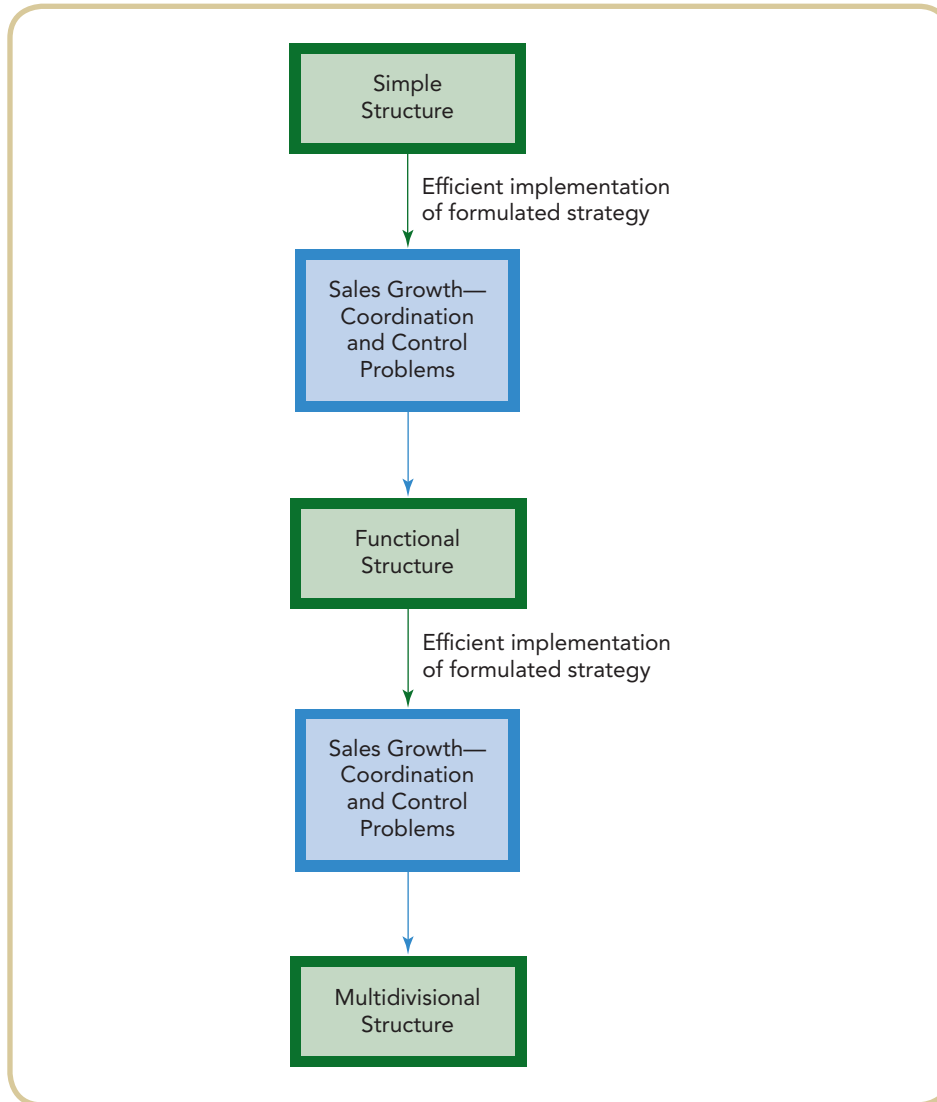 Simple
Structure
Efficient implementation
of formulated strategy
Sales Growth—
Coordination
and Control
Problems
Functional
Structure
Efficient implementation
of formulated strategy
Sales Growth—
Coordination
and Control
Problems
Multidivisional
Structure